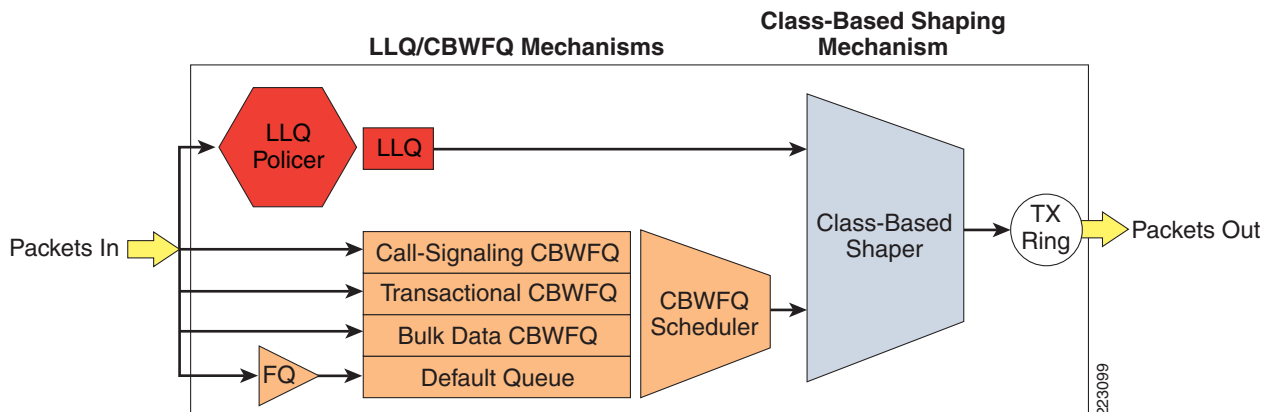 LLQ/CBWFQ Mechanisms
Class-Based Shaping
Mechanism
LLQ
Policer
LLQ
Packets In
Call-Signaling CBWFQ
Transactional CBWFQ
Bulk Data CBWFQ
FQ
Default Queue
CBWFQ
Scheduler
Class-Based
Shaper
TX
Ring
Packets Out
223099